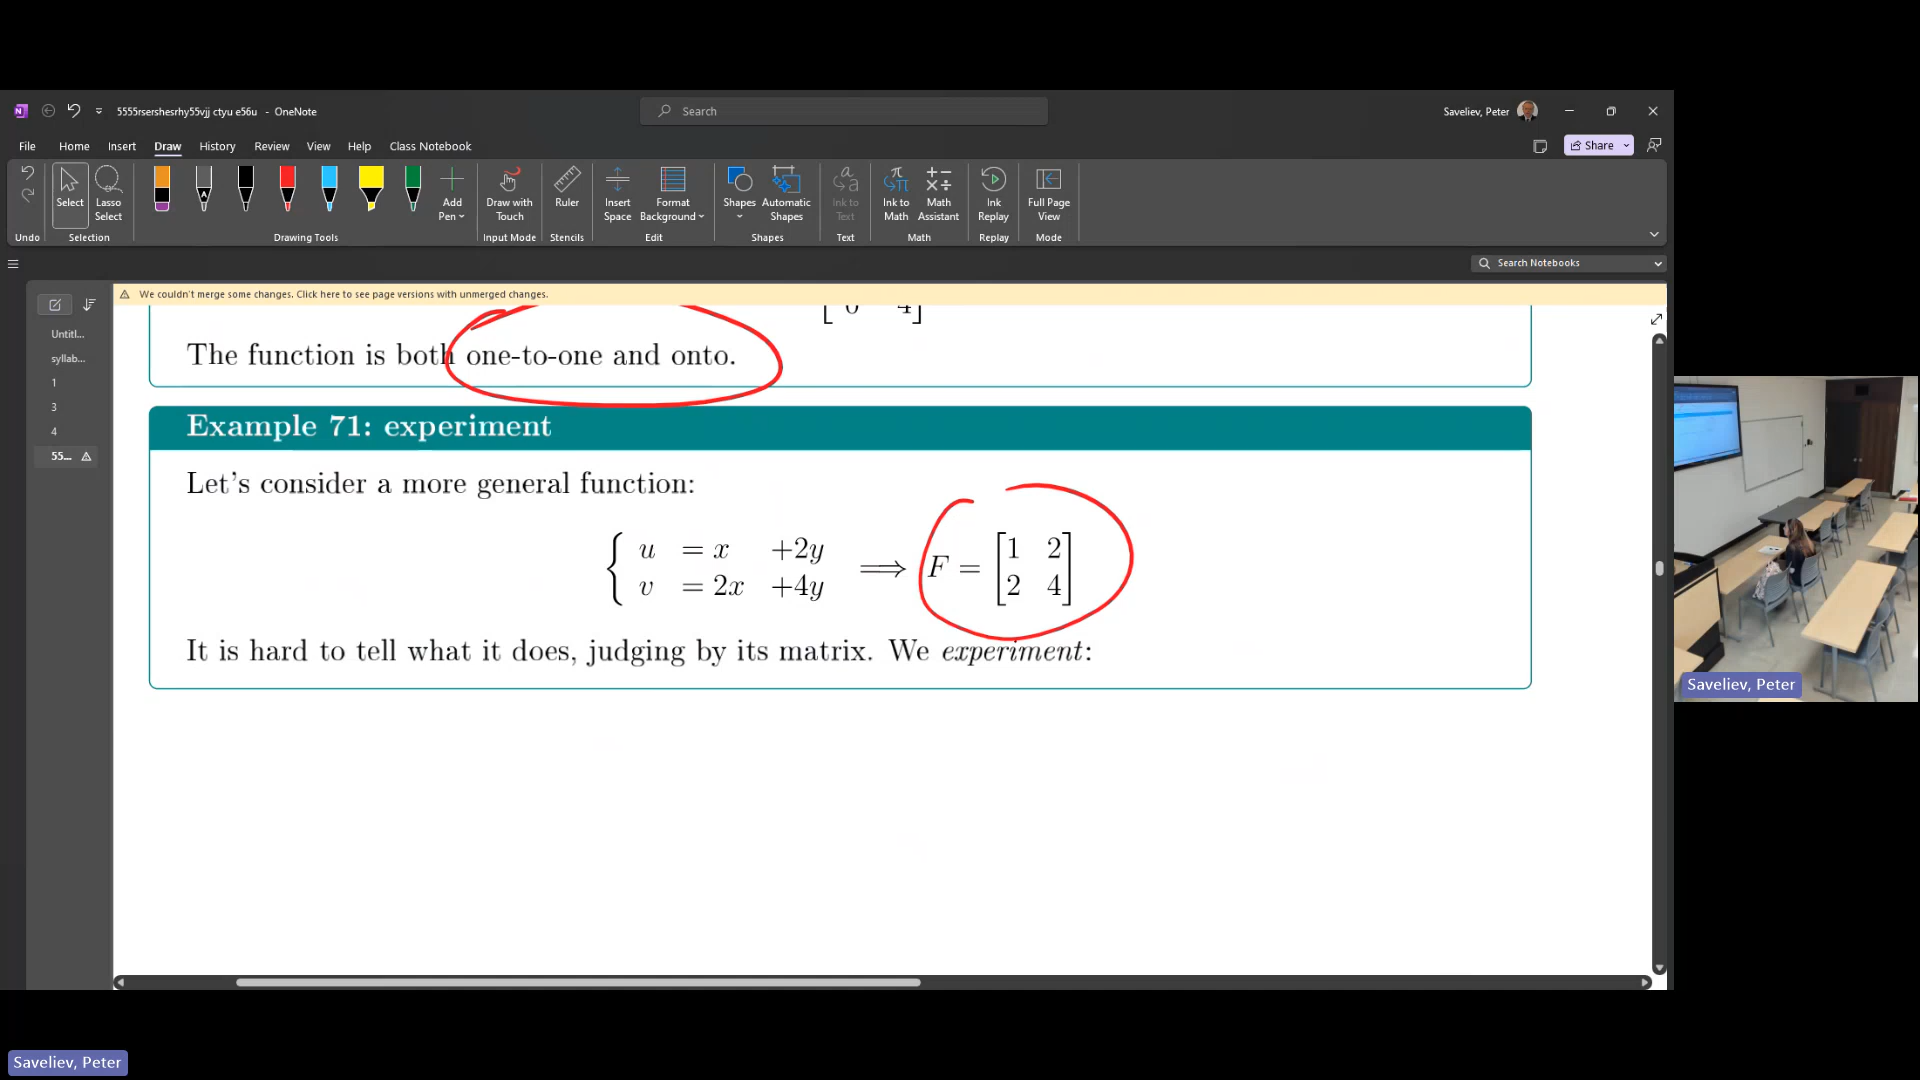 5555rsershesrhy55vjj ctyu e56u - OneNote
Search
Saveliev, Peter
File Home Insert Draw History Review View Help Class Notebook
Share
Undo
Select
Lasso Select
Selection
Drawing Tools
Add Pen
Draw with Touch
Input Mode
Ruler
Stencils
Insert Space
Format Background
Edit
Shapes
Automatic Shapes
Shapes
Ink to Text
Text
Ink to Math
Math Assistant
Math
Ink Replay
Replay
Full Page View
Mode
Search Notebooks
We couldn't merge some changes. Click here to see page versions with unmerged changes.
Untitl...
syllab...
1
3
4
55...
The function is both one-to-one and onto.
Example 71: experiment
Let's consider a more general function:
{ u = x +2y
v = 2x +4y
⟹ F = [1 2
2 4]
It is hard to tell what it does, judging by its matrix. We experiment:
Saveliev, Peter
Saveliev, Peter